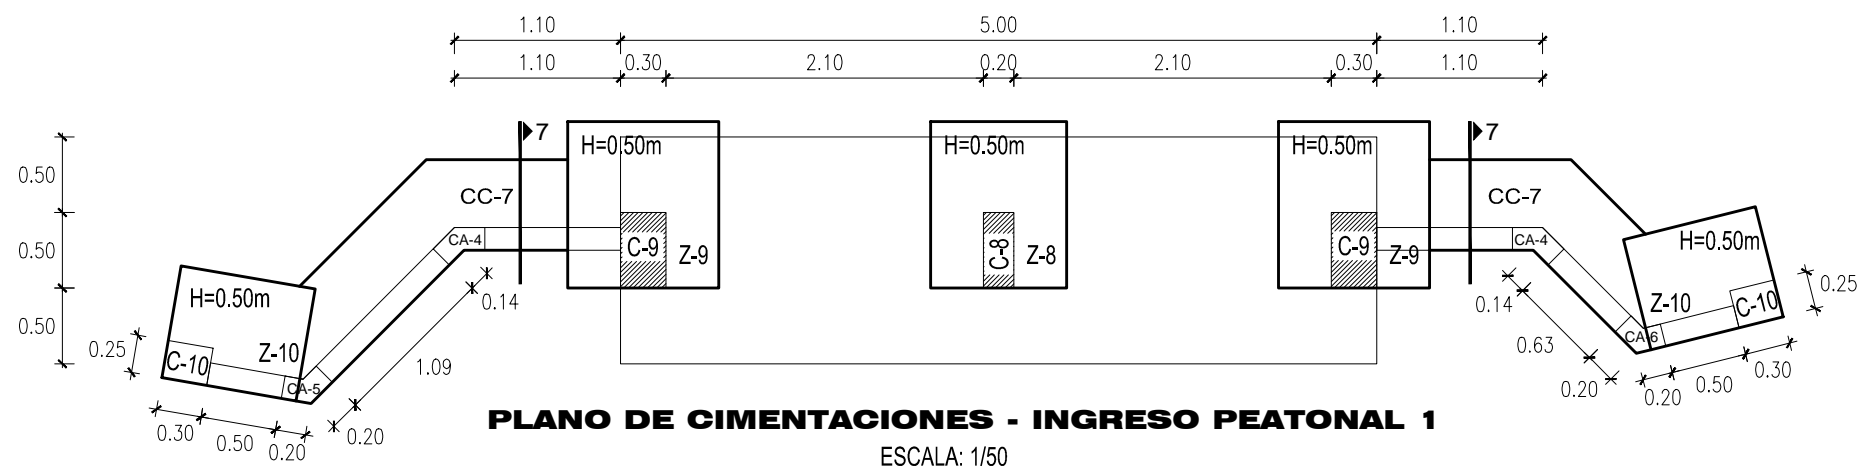 1.10 5.00 1.10
1.10 0.30 2.10 0.20 2.10 0.30 1.10
7 7
H=0.50m H=0.50m H=0.50m
0.50 CC-7 CC-7
0.50 CA-4 C-9 Z-9 C-8 Z-8 C-9 Z-9 CA-4 H=0.50m
H=0.50m 0.14 0.14 Z-10 C-10 0.25
0.50 0.25 C-10 Z-10 CA-5 1.09 0.63 CA-6
0.30 0.50 0.20 0.20 0.20 0.20 0.50 0.30
PLANO DE CIMENTACIONES - INGRESO PEATONAL 1
ESCALA: 1/50